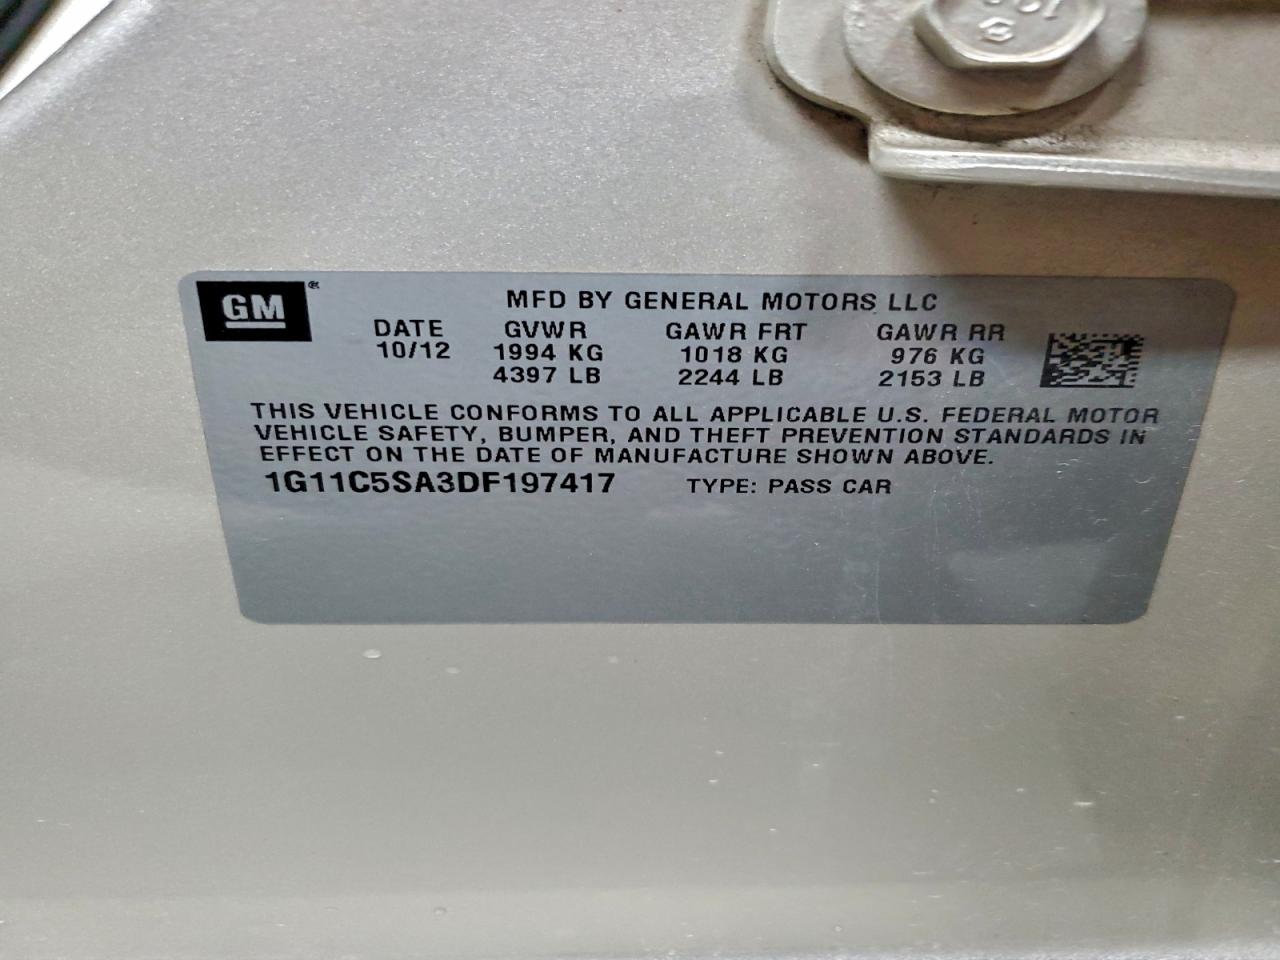 GM®
MFD BY GENERAL MOTORS LLC
DATE GVWR GAWR FRT GAWR RR
10/12 1994 KG 1018 KG 976 KG
4397 LB 2244 LB 2153 LB
THIS VEHICLE CONFORMS TO ALL APPLICABLE U.S. FEDERAL MOTOR
VEHICLE SAFETY, BUMPER, AND THEFT PREVENTION STANDARDS IN
EFFECT ON THE DATE OF MANUFACTURE SHOWN ABOVE.
1G11C5SA3DF197417 TYPE: PASS CAR